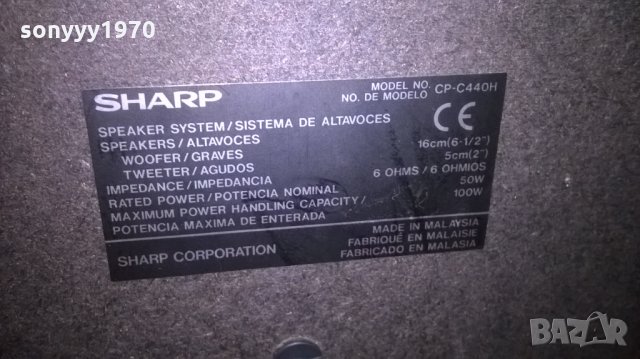 sonyyy1970
SHARP
MODEL NO. CP-C440H
NO. DE MODELO
SPEAKER SYSTEM/SISTEMA DE ALTAVOCES
CE
SPEAKERS/ALTAVOCES
WOOFER/GRAVES 16cm(6-1/2")
TWEETER/AGUDOS 5cm(2")
IMPEDANCE/IMPEDANCIA 6 OHMS/6 OHMIOS
RATED POWER/POTENCIA NOMINAL 50W
MAXIMUM POWER HANDLING CAPACITY/ 100W
POTENCIA MAXIMA DE ENTERADA
SHARP CORPORATION
MADE IN MALAYSIA
FABRIQUÉ EN MALAISIE
FABRICADO EN MALASIA
BAZAR